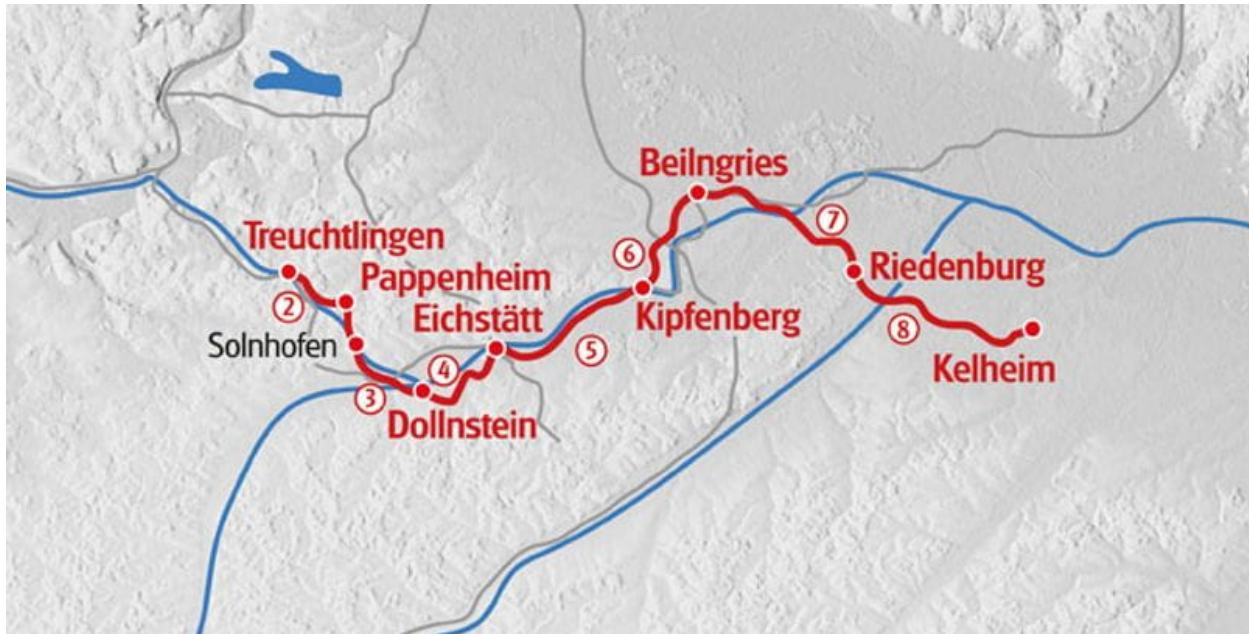 Beilngries
Treuchtlingen
Pappenheim
Eichstätt
Solnhofen
Dollnstein
Kipfenberg
Riedenburg
Kelheim
2
3
4
5
6
7
8